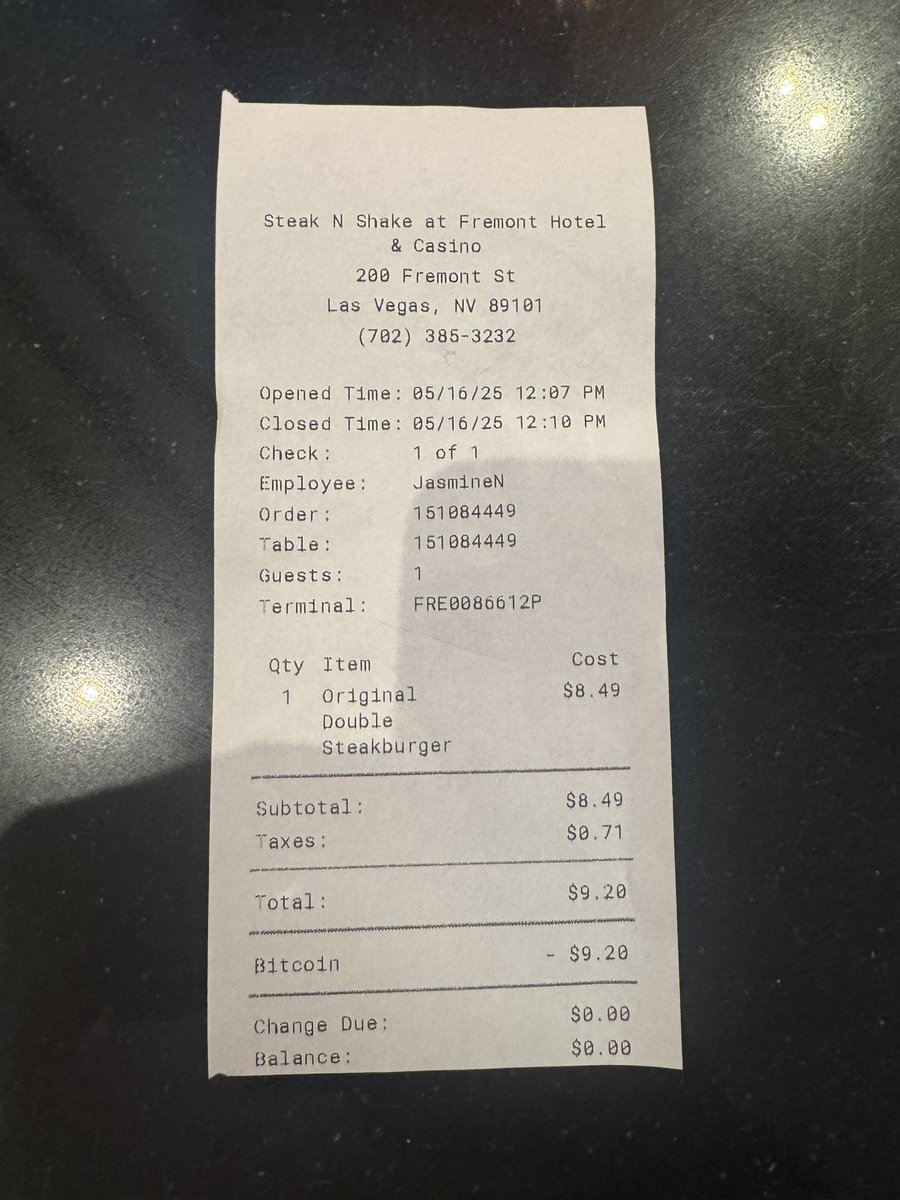 Steak N Shake at Fremont Hotel
& Casino
200 Fremont St
Las Vegas, NV 89101
(702) 385-3232
Opened Time: 05/16/25 12:07 PM
Closed Time: 05/16/25 12:10 PM
Check: 1 of 1
Employee: JasmineN
Order: 151084449
Table: 151084449
Guests: 1
Terminal: FRE0086612P
Qty Item Cost
1 Original $8.49
Double
Steakburger
Subtotal: $8.49
Taxes: $0.71
Total: $9.20
Bitcoin - $9.20
Change Due: $0.00
Balance: $0.00